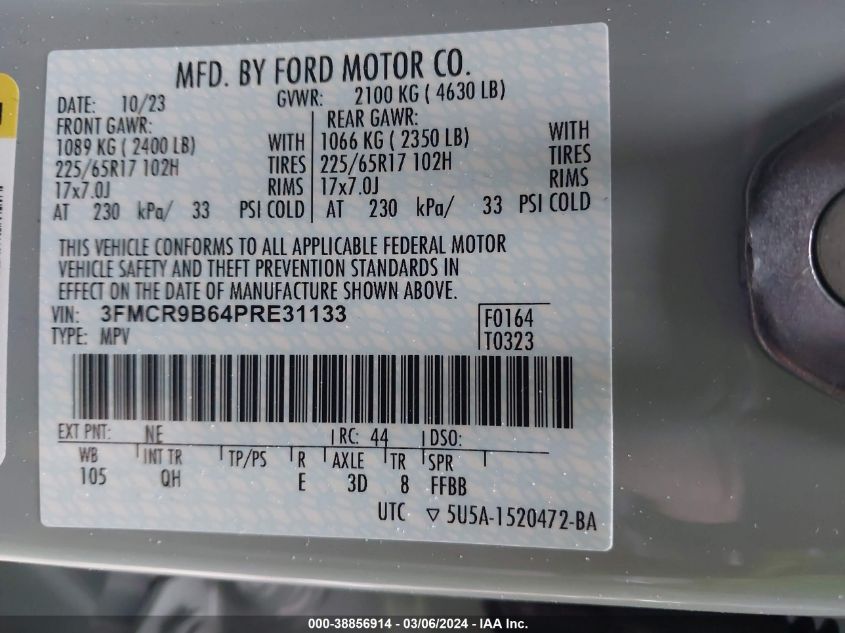 MFD. BY FORD MOTOR CO.
DATE: 10/23 GVWR: 2100 KG ( 4630 LB)
FRONT GAWR:
1089 KG ( 2400 LB) WITH
225/65R17 102H TIRES
17x7.0J RIMS
AT 230 kPa/ 33 PSI COLD
REAR GAWR:
1066 KG ( 2350 LB) WITH
225/65R17 102H TIRES
17x7.0J RIMS
AT 230 kPa/ 33 PSI COLD
THIS VEHICLE CONFORMS TO ALL APPLICABLE FEDERAL MOTOR
VEHICLE SAFETY AND THEFT PREVENTION STANDARDS IN
EFFECT ON THE DATE OF MANUFACTURE SHOWN ABOVE.
VIN: 3FMCR9B64PRE31133 F0164
TYPE: MPV T0323
EXT PNT: NE RC: 44 DSO:
WB INT TR TP/PS R AXLE TR SPR
105 QH E 3D 8 FFBB
UTC ▽ 5U5A-1520472-BA
000-38856914 - 03/06/2024 - IAA Inc.